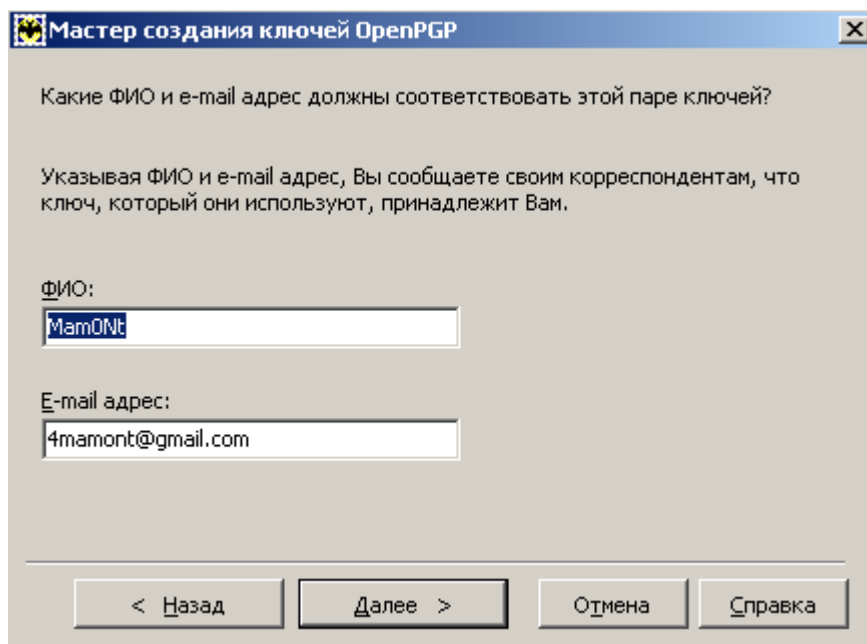 Мастер создания ключей OpenPGP
Какие ФИО и e-mail адрес должны соответствовать этой паре ключей?
Указывая ФИО и e-mail адрес, Вы сообщаете своим корреспондентам, что
ключ, который они используют, принадлежит Вам.
ФИО:
Mam0Nt
E-mail адрес:
4mamont@gmail.com
< Назад
Далее >
Отмена
Справка